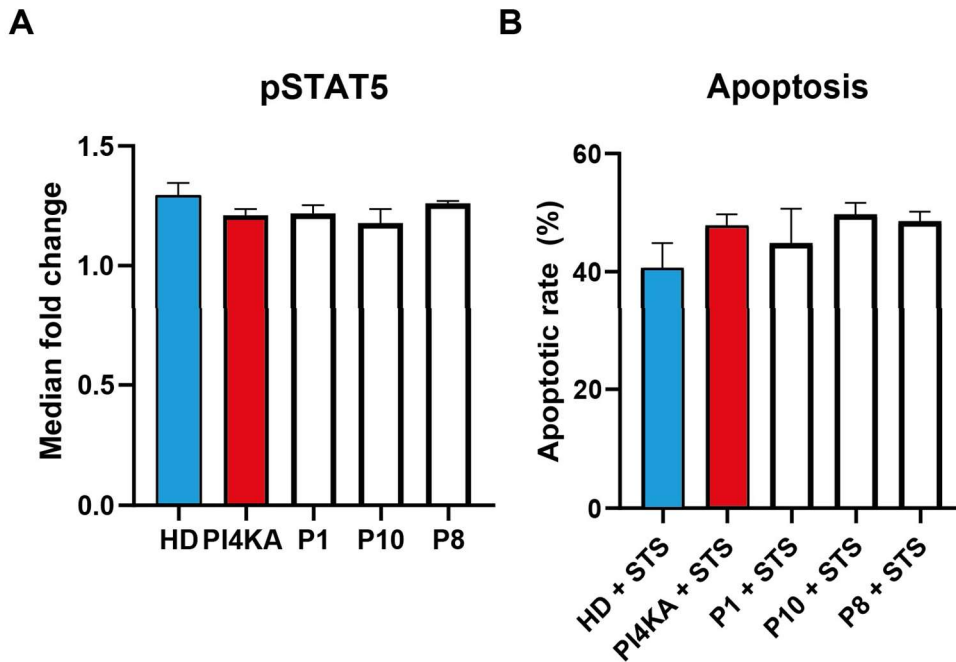 A
pSTAT5
Median fold change
1.5
1.0
0.5
0.0
HD PI4KA P1 P10 P8
B
Apoptosis
Apoptotic rate (%)
60
40
20
0
HD + STS
PI4KA + STS
P1 + STS
P10 + STS
P8 + STS